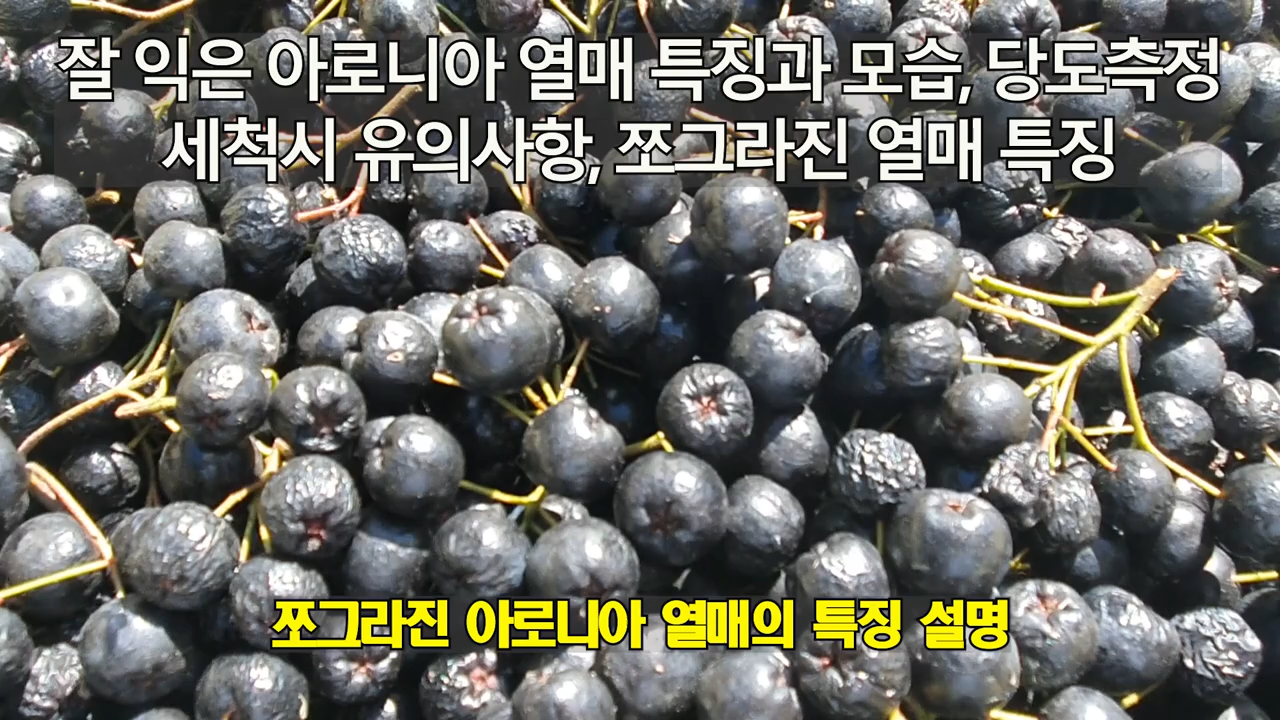 잘 익은 아로니아 열매 특징과 모습, 당도측정
세척시 유의사항, 쪼그라진 열매 특징
쪼그라진 아로니아 열매의 특징 설명